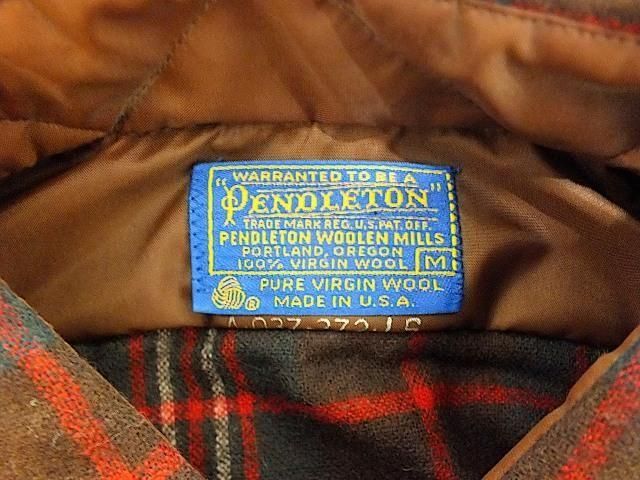 "WARRANTED TO BE A
PENDLETON"
TRADE MARK REG. U.S. PAT. OFF.
PENDLETON WOOLEN MILLS
PORTLAND, OREGON
100% VIRGIN WOOL M
PURE VIRGIN WOOL
® MADE IN U.S.A.